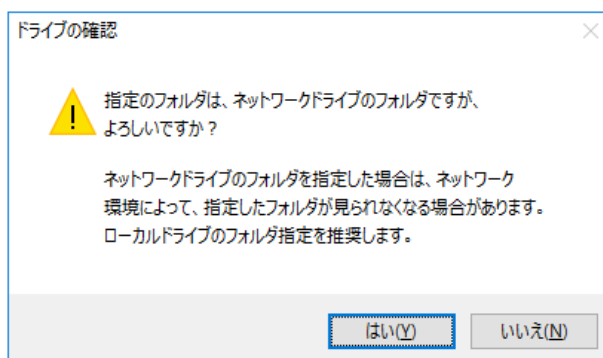 ドライブの確認
指定のフォルダは、ネットワークドライブのフォルダですが、
よろしいですか？
ネットワークドライブのフォルダを指定した場合は、ネットワーク
環境によって、指定したフォルダが見られなくなる場合があります。
ローカルドライブのフォルダ指定を推奨します。
はい(Y)
いいえ(N)